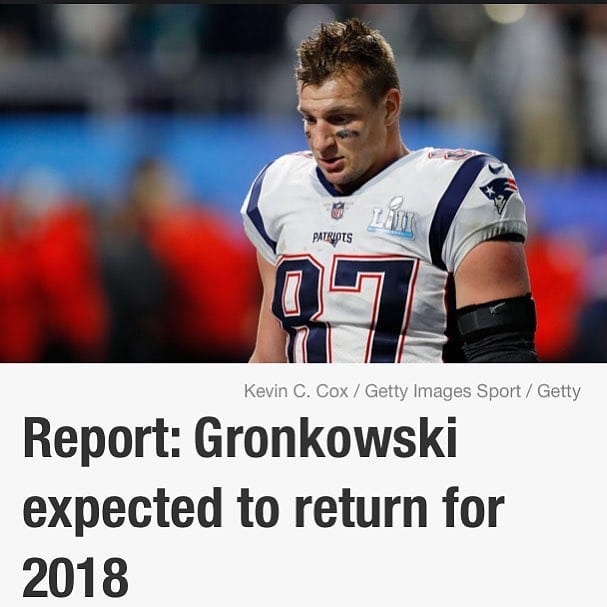 LII
PATRIOTS
87
Kevin C. Cox / Getty Images Sport / Getty
Report: Gronkowski
expected to return for
2018